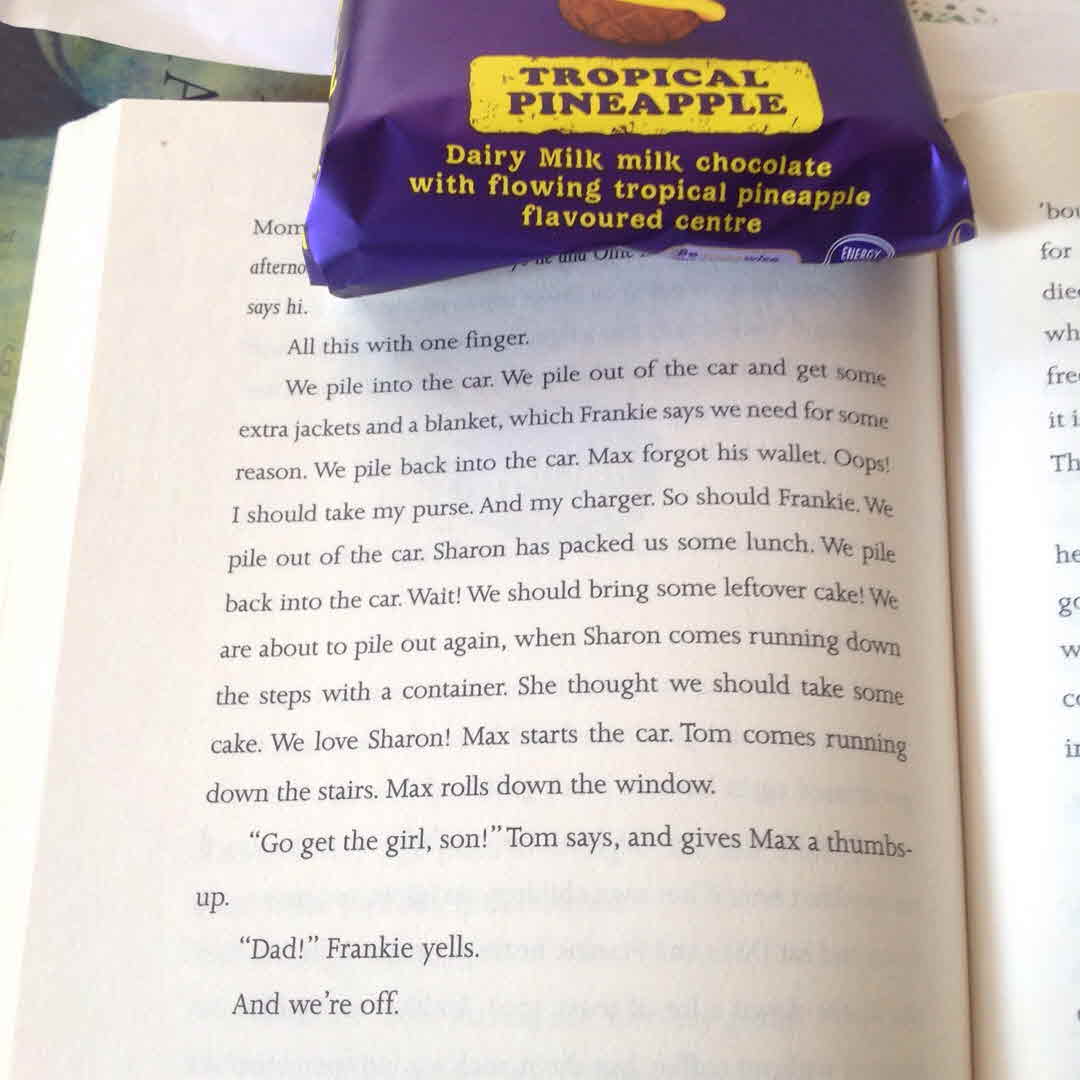 TROPICAL
PINEAPPLE
Dairy Milk milk chocolate
with flowing tropical pineapple
flavoured centre
ENERGY
Mom
afterno
says hi.
All this with one finger.
We pile into the car. We pile out of the car and get some
extra jackets and a blanket, which Frankie says we need for some
reason. We pile back into the car. Max forgot his wallet. Oops!
I should take my purse. And my charger. So should Frankie. We
pile out of the car. Sharon has packed us some lunch. We pile
back into the car. Wait! We should bring some leftover cake! We
are about to pile out again, when Sharon comes running down
the steps with a container. She thought we should take some
cake. We love Sharon! Max starts the car. Tom comes running
down the stairs. Max rolls down the window.
“Go get the girl, son!” Tom says, and gives Max a thumbs-
up.
“Dad!” Frankie yells.
And we’re off.
’bou
for
died
wh
free
it i
Th
he
go
w
co
in